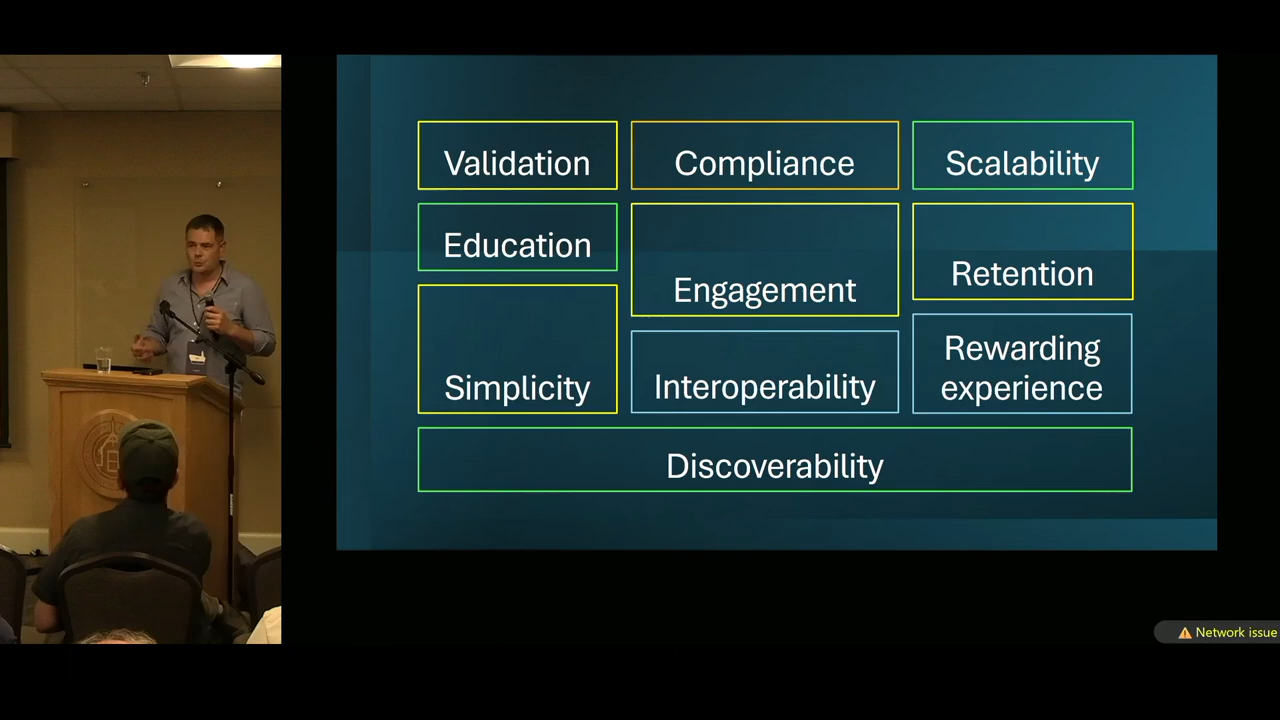 Validation
Compliance
Scalability
Education
Engagement
Retention
Simplicity
Interoperability
Rewarding
experience
Discoverability
Network issue